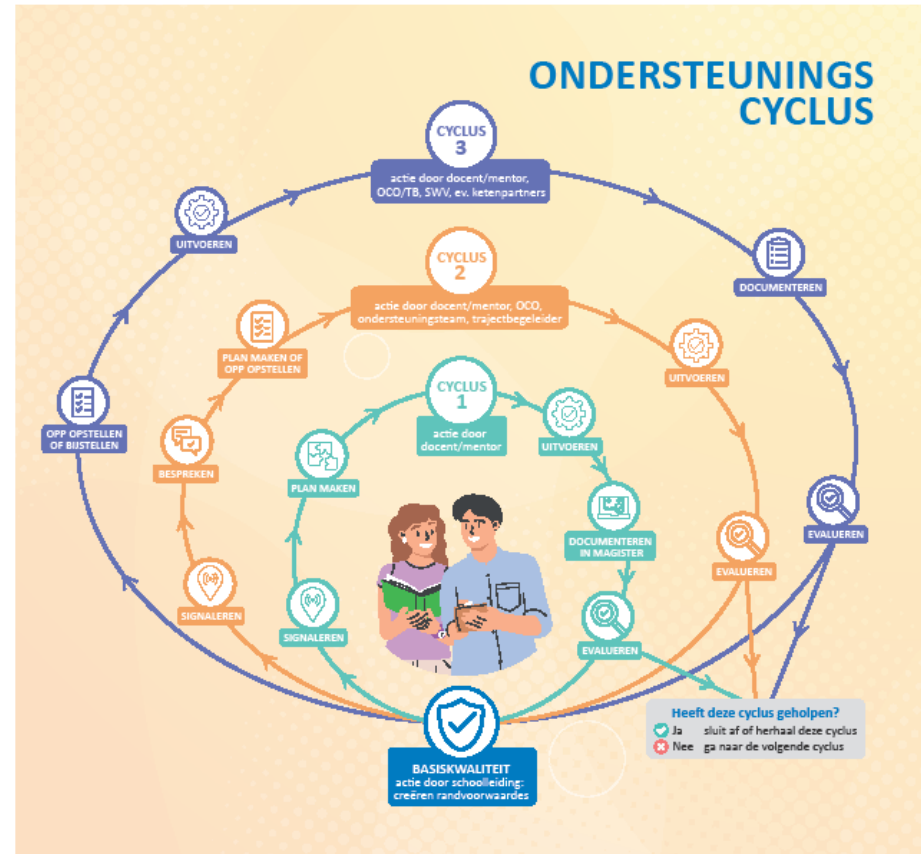 ONDERSTEUNINGS
CYCLUS
CYCLUS
3
actie door docent/mentor,
OCO/TB, SWV, ev. ketenpartners
UITVOEREN
DOCUMENTEREN
OPP OPSTELLEN
OF BIJSTELLEN
EVALUEREN
CYCLUS
2
actie door docent/mentor, OCO,
ondersteuningsteam, trajectbegeleider
PLAN MAKEN OF
OPP OPSTELLEN
UITVOEREN
BESPREKEN
SIGNALEREN
EVALUEREN
CYCLUS
1
actie door
docent/mentor
UITVOEREN
PLAN MAKEN
DOCUMENTEREN
IN MAGISTER
SIGNALEREN
EVALUEREN
BASISKWALITEIT
actie door schoolleiding:
creëren randvoorwaardes
Heeft deze cyclus geholpen?
Ja sluit af of herhaal deze cyclus
Nee ga naar de volgende cyclus